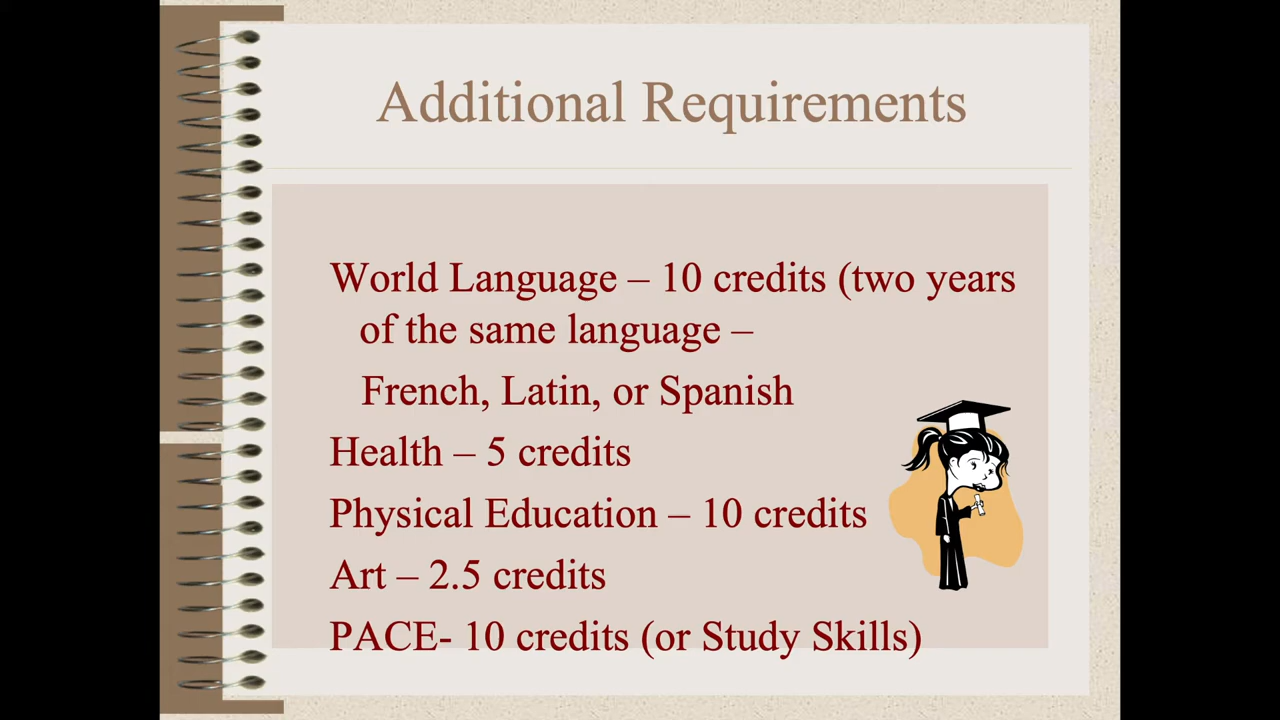 Additional Requirements
World Language – 10 credits (two years
of the same language –
French, Latin, or Spanish
Health – 5 credits
Physical Education – 10 credits
Art – 2.5 credits
PACE- 10 credits (or Study Skills)